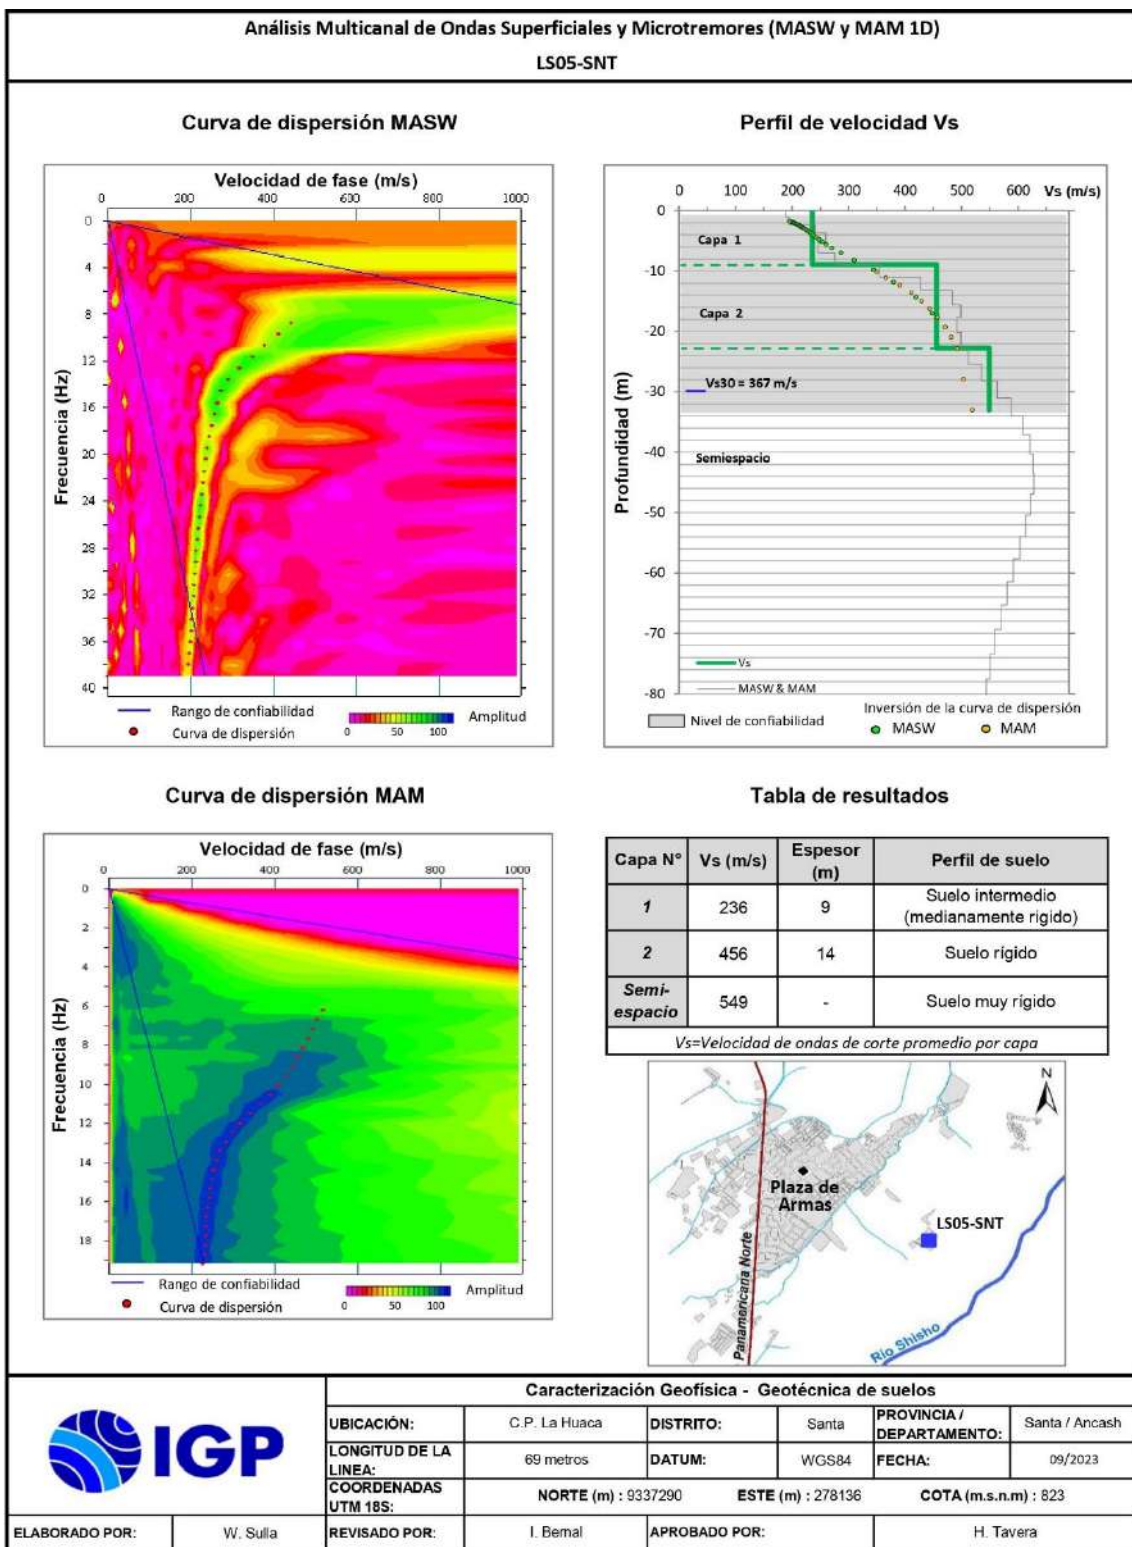 Análisis Multicanal de Ondas Superficiales y Microtremores (MASW y MAM 1D)
LS05-SNT
Curva de dispersión MASW
Velocidad de fase (m/s)
0 200 400 600 800 1000
Frecuencia (Hz)
0
4
8
12
16
20
24
28
32
36
40
Rango de confiabilidad
Curva de dispersión
Amplitud
0 50 100
Perfil de velocidad Vs
0 100 200 300 400 500 600 Vs (m/s)
Profundidad (m)
0
-10
-20
-30
-40
-50
-60
-70
-80
Capa 1
Capa 2
Vs30 = 367 m/s
Semiespacio
Vs
MASW & MAM
Nivel de confiabilidad
Inversión de la curva de dispersión
MASW MAM
Curva de dispersión MAM
Velocidad de fase (m/s)
0 200 400 600 800 1000
Frecuencia (Hz)
0
2
4
6
8
10
12
14
16
18
Rango de confiabilidad
Curva de dispersión
Amplitud
0 50 100
Tabla de resultados
Capa N° Vs (m/s) Espesor (m) Perfil de suelo
1 236 9 Suelo intermedio (medianamente rigido)
2 456 14 Suelo rígido
Semi-espacio 549 - Suelo muy rígido
Vs=Velocidad de ondas de corte promedio por capa
N
Plaza de
Armas
LS05-SNT
Panamericana Norte
Rio Shisho
IGP
Caracterización Geofísica - Geotécnica de suelos
UBICACIÓN: C.P. La Huaca DISTRITO: Santa PROVINCIA / DEPARTAMENTO: Santa / Ancash
LONGITUD DE LA LINEA: 69 metros DATUM: WGS84 FECHA: 09/2023
COORDENADAS UTM 18S: NORTE (m) : 9337290 ESTE (m) : 278136 COTA (m.s.n.m) : 823
ELABORADO POR: W. Sulla REVISADO POR: I. Bernal APROBADO POR: H. Tavera